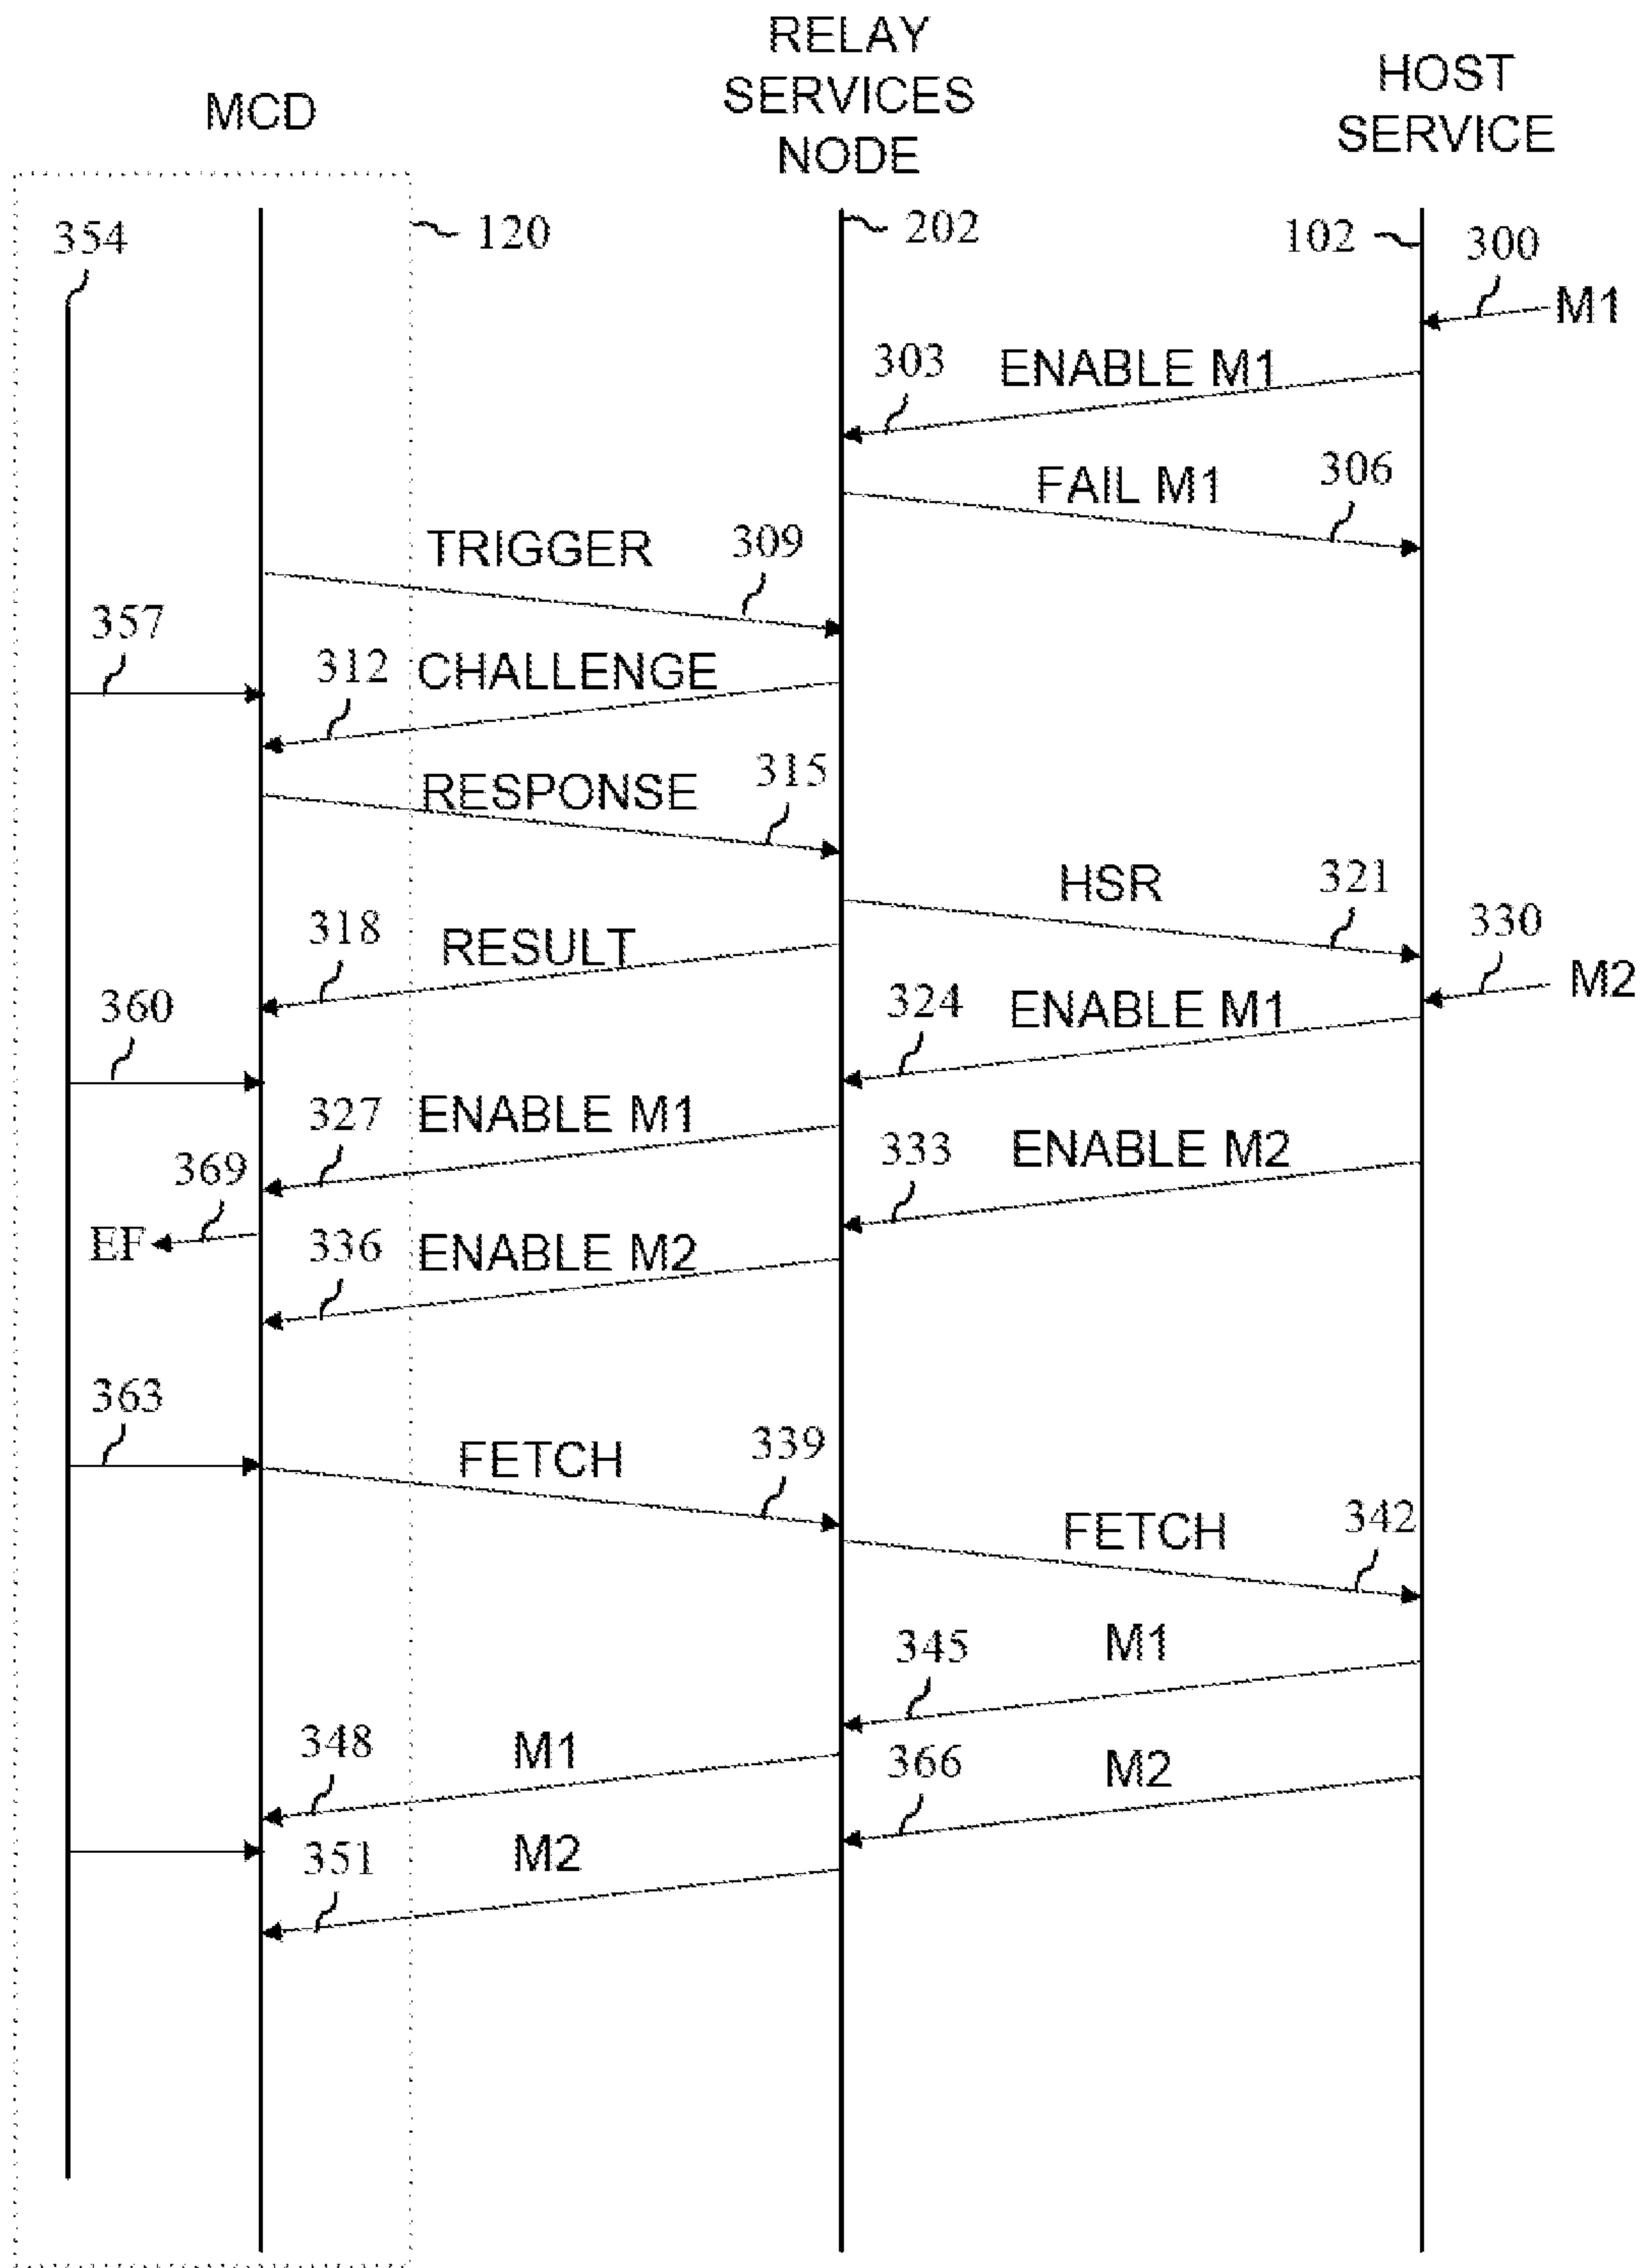 RELAY
SERVICES
NODE
HOST
SERVICE
MCD
354
120
202
102
300
M1
303
ENABLE M1
FAIL M1
306
TRIGGER
309
357
312
CHALLENGE
RESPONSE
315
HSR
321
318
RESULT
330
M2
360
324
ENABLE M1
327
ENABLE M1
333
ENABLE M2
369
EF
336
ENABLE M2
363
FETCH
339
FETCH
342
345
M1
348
M1
366
M2
351
M2